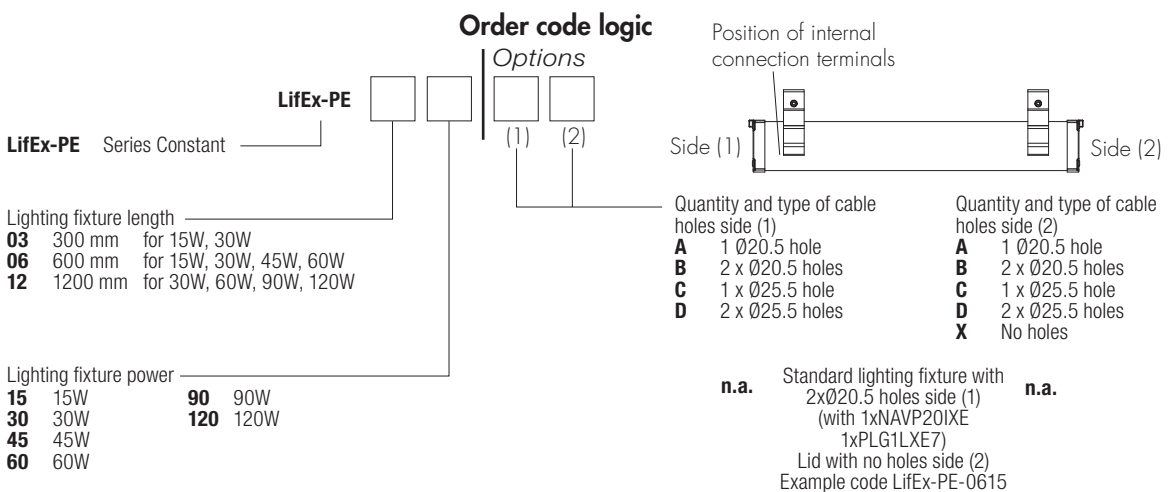 Order code logic
Options
LifEx-PE
(1) (2)
LifEx-PE Series Constant
Position of internal
connection terminals
Side (1)
Side (2)
Lighting fixture length
03 300 mm for 15W, 30W
06 600 mm for 15W, 30W, 45W, 60W
12 1200 mm for 30W, 60W, 90W, 120W
Quantity and type of cable
holes side (1)
A 1 Ø20.5 hole
B 2 x Ø20.5 holes
C 1 x Ø25.5 hole
D 2 x Ø25.5 holes
Quantity and type of cable
holes side (2)
A 1 Ø20.5 hole
B 2 x Ø20.5 holes
C 1 x Ø25.5 hole
D 2 x Ø25.5 holes
X No holes
Lighting fixture power
15 15W 90 90W
30 30W 120 120W
45 45W
60 60W
n.a. Standard lighting fixture with n.a.
2xØ20.5 holes side (1)
(with 1xNAVP20IXE
1xPLG1LXE7)
Lid with no holes side (2)
Example code LifEx-PE-0615